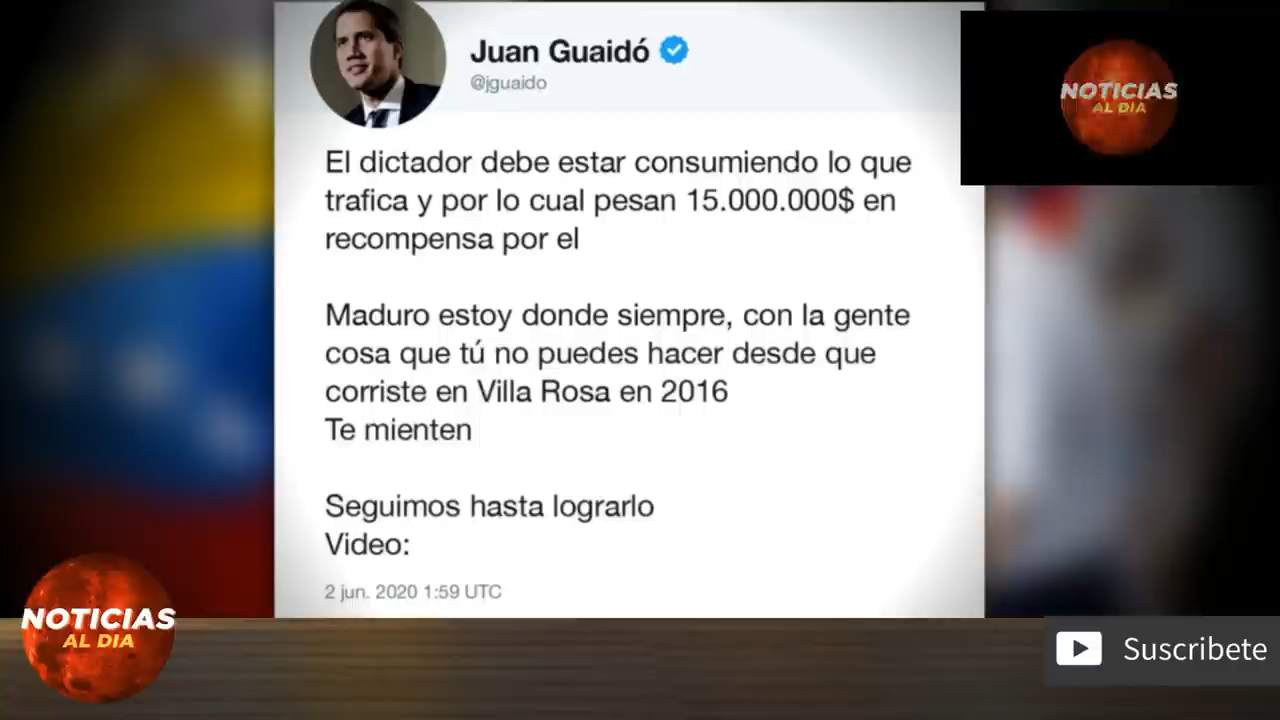 Juan Guaidó
@jguaido
El dictador debe estar consumiendo lo que
trafica y por lo cual pesan 15.000.000$ en
recompensa por el
Maduro estoy donde siempre, con la gente
cosa que tú no puedes hacer desde que
corriste en Villa Rosa en 2016
Te mienten
Seguimos hasta lograrlo
Video:
2 jun. 2020 1:59 UTC
NOTICIAS
AL DIA
NOTICIAS
AL DIA
Suscribete